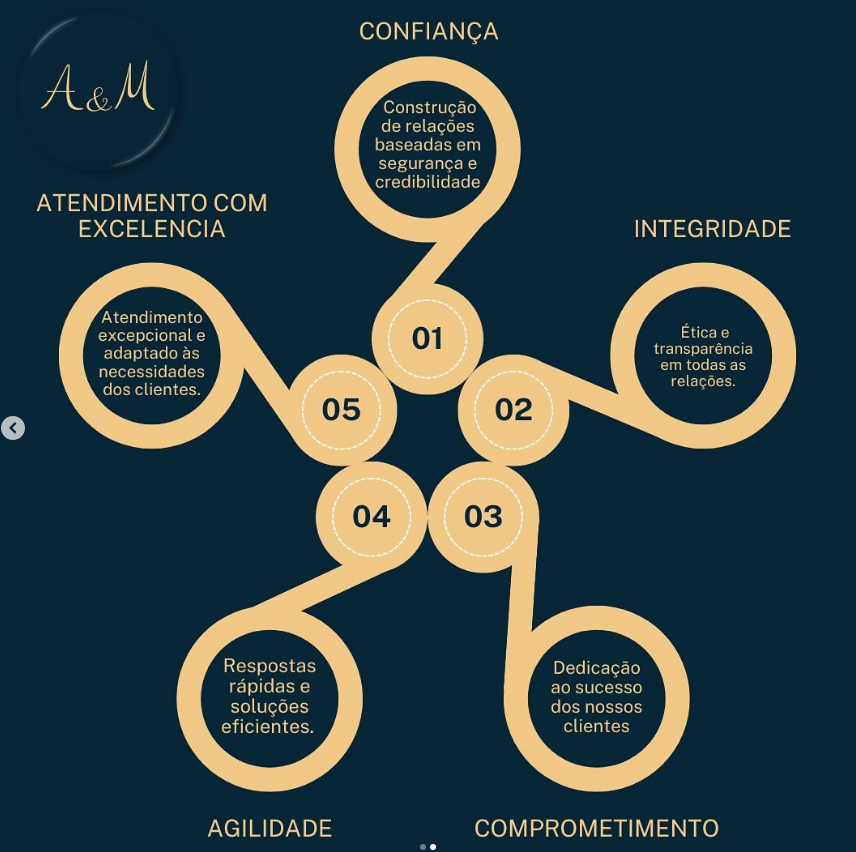 A&M
CONFIANÇA
Construção
de relações
baseadas em
segurança e
credibilidade
01
INTEGRIDADE
Ética e
transparência
em todas as
relações.
02
COMPROMETIMENTO
Dedicação
ao sucesso
dos nossos
clientes
03
AGILIDADE
Respostas
rápidas e
soluções
eficientes.
04
ATENDIMENTO COM
EXCELENCIA
Atendimento
excepcional e
adaptado às
necessidades
dos clientes.
05